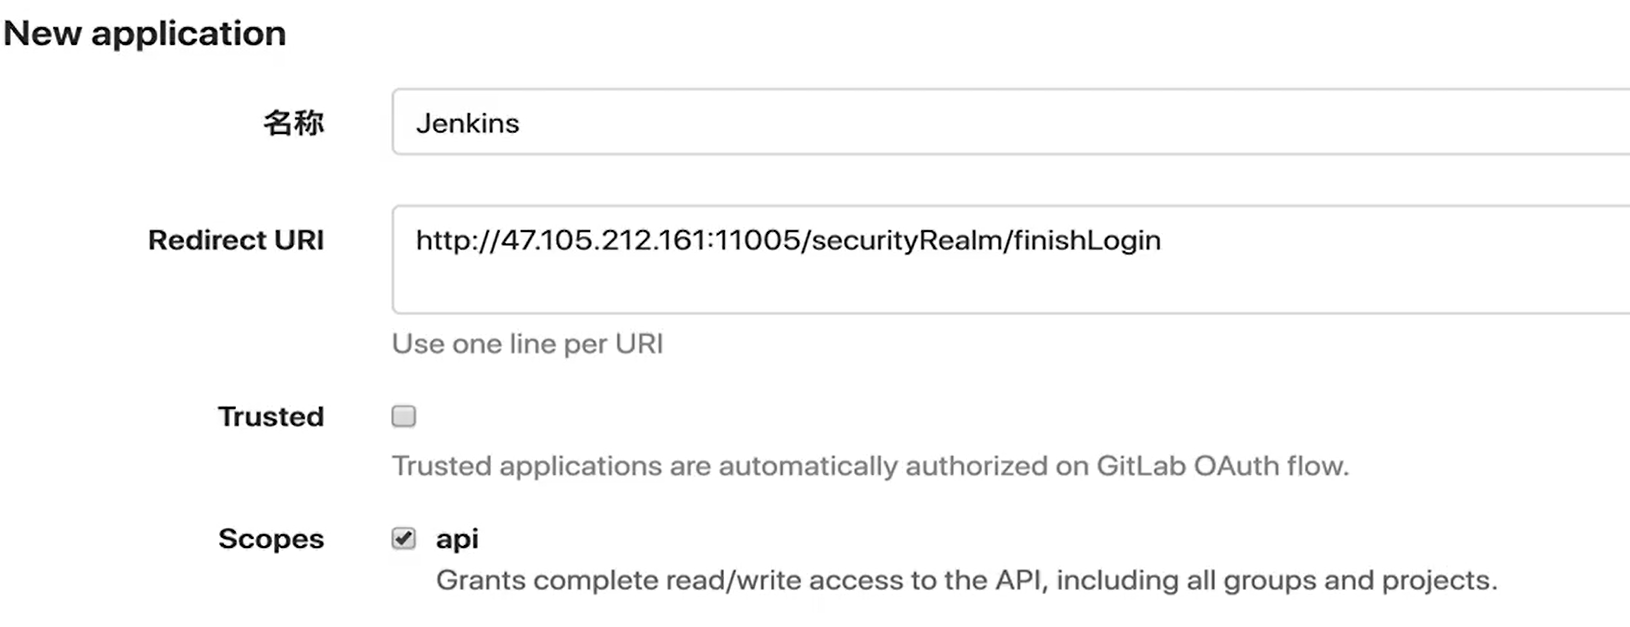 New application
名称
Jenkins
Redirect URI
http://47.105.212.161:11005/securityRealm/finishLogin
Use one line per URI
Trusted
Trusted applications are automatically authorized on GitLab OAuth flow.
Scopes
api
Grants complete read/write access to the API, including all groups and projects.